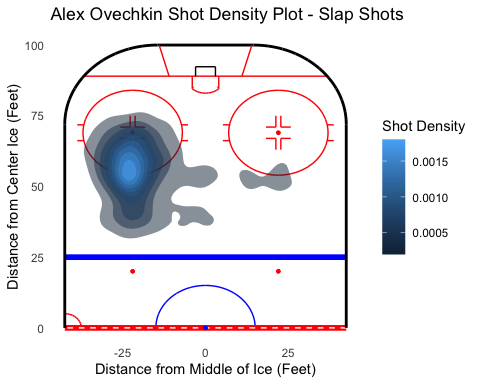 Alex Ovechkin Shot Density Plot - Slap Shots
100
75
50
25
0
Distance from Center Ice (Feet)
-25 0 25
Distance from Middle of Ice (Feet)
Shot Density
0.0015
0.0010
0.0005